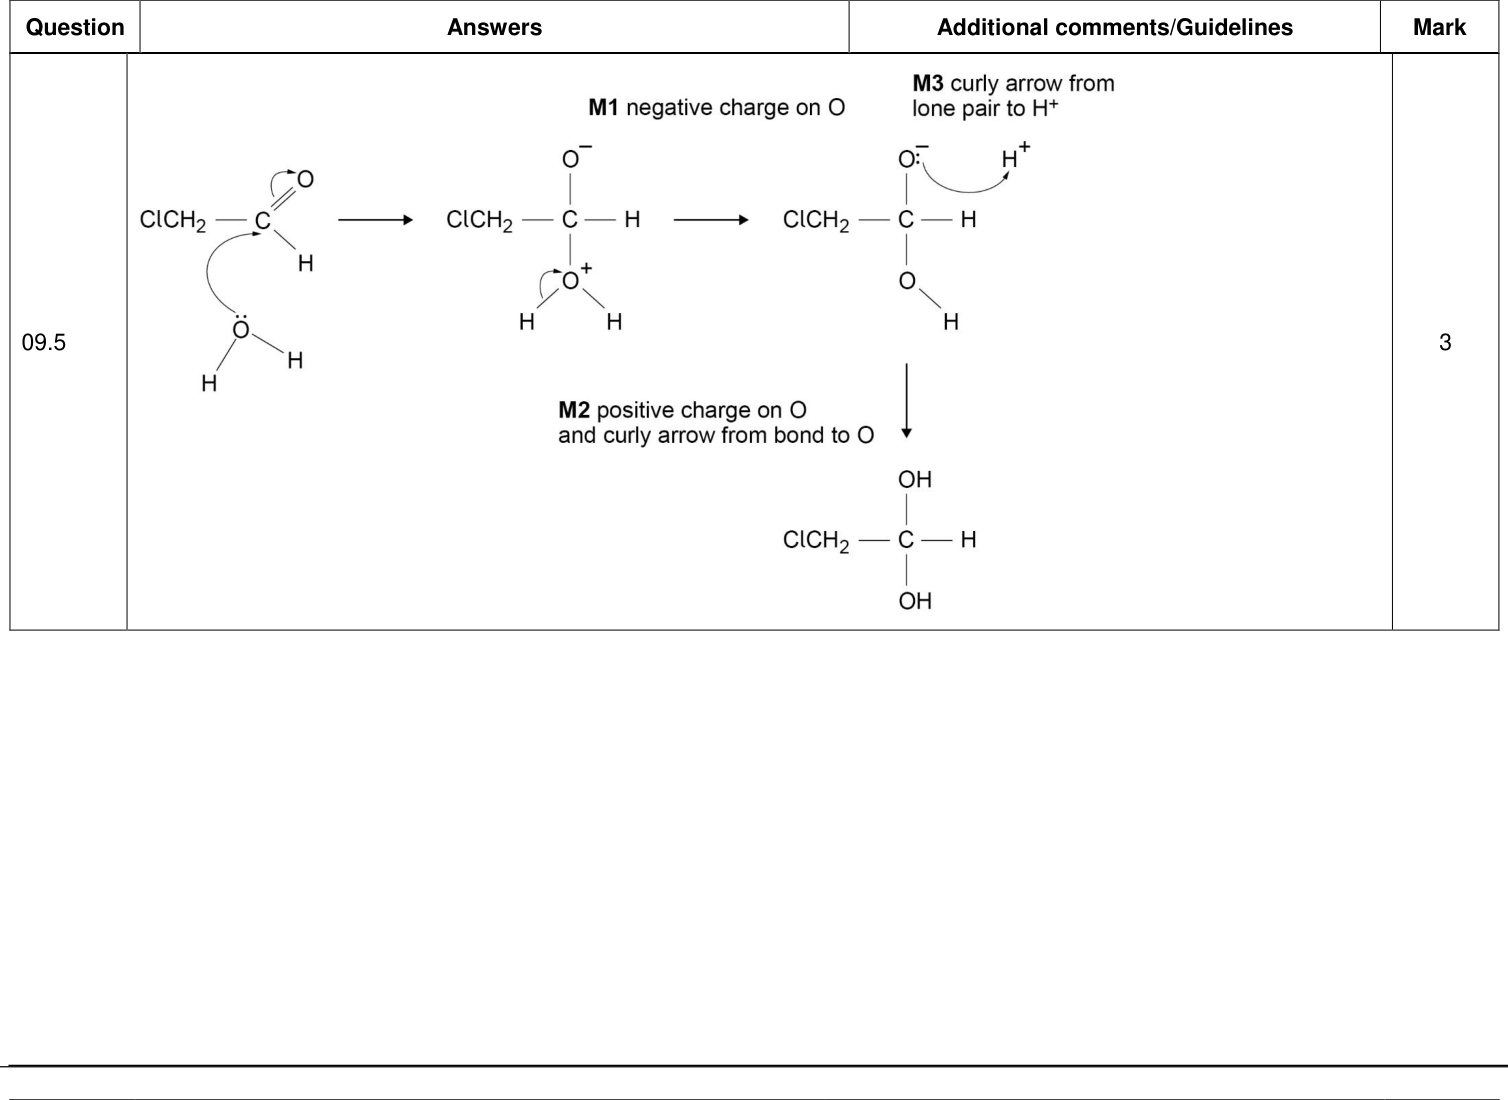 Question Answers Additional comments/Guidelines Mark
M3 curly arrow from
lone pair to H⁺
M1 negative charge on O
O⁻ O:⁻ H⁺
O
ClCH₂ — C ClCH₂ — C — H ClCH₂ — C — H
H
O⁺ O
H H H
Ö
09.5 3
H
H
M2 positive charge on O
and curly arrow from bond to O
OH
ClCH₂ — C — H
OH